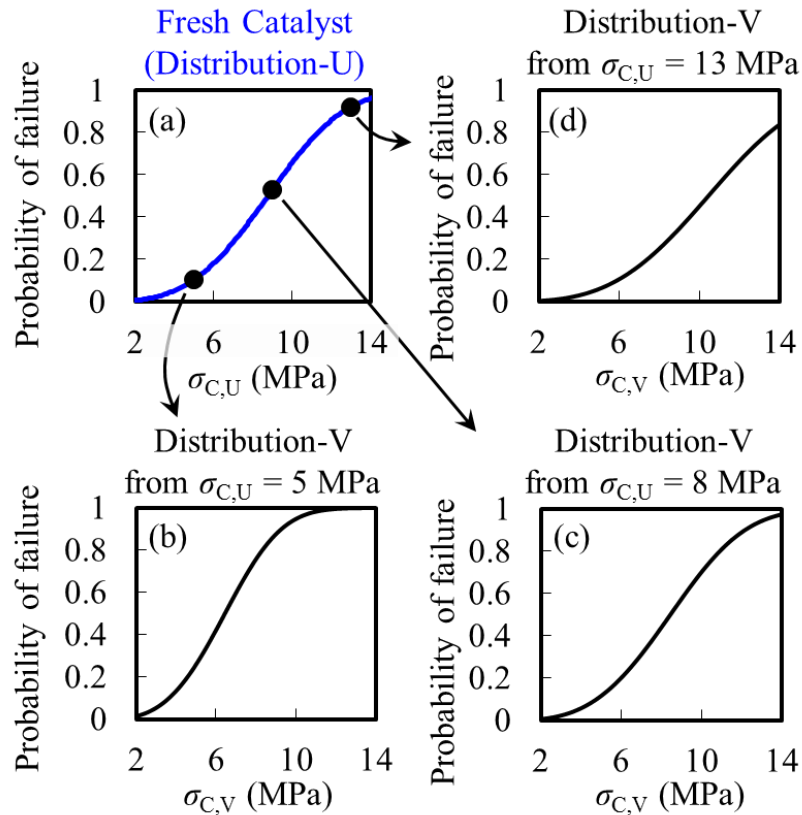 Fresh Catalyst
(Distribution-U)
Probability of failure
1
0.8
0.6
0.4
0.2
0
(a)
2 6 10 14
σC,U (MPa)
Distribution-V
from σC,U = 13 MPa
Probability of failure
1
0.8
0.6
0.4
0.2
0
(d)
2 6 10 14
σC,V (MPa)
Distribution-V
from σC,U = 5 MPa
Probability of failure
1
0.8
0.6
0.4
0.2
0
(b)
2 6 10 14
σC,V (MPa)
Distribution-V
from σC,U = 8 MPa
Probability of failure
1
0.8
0.6
0.4
0.2
0
(c)
2 6 10 14
σC,V (MPa)